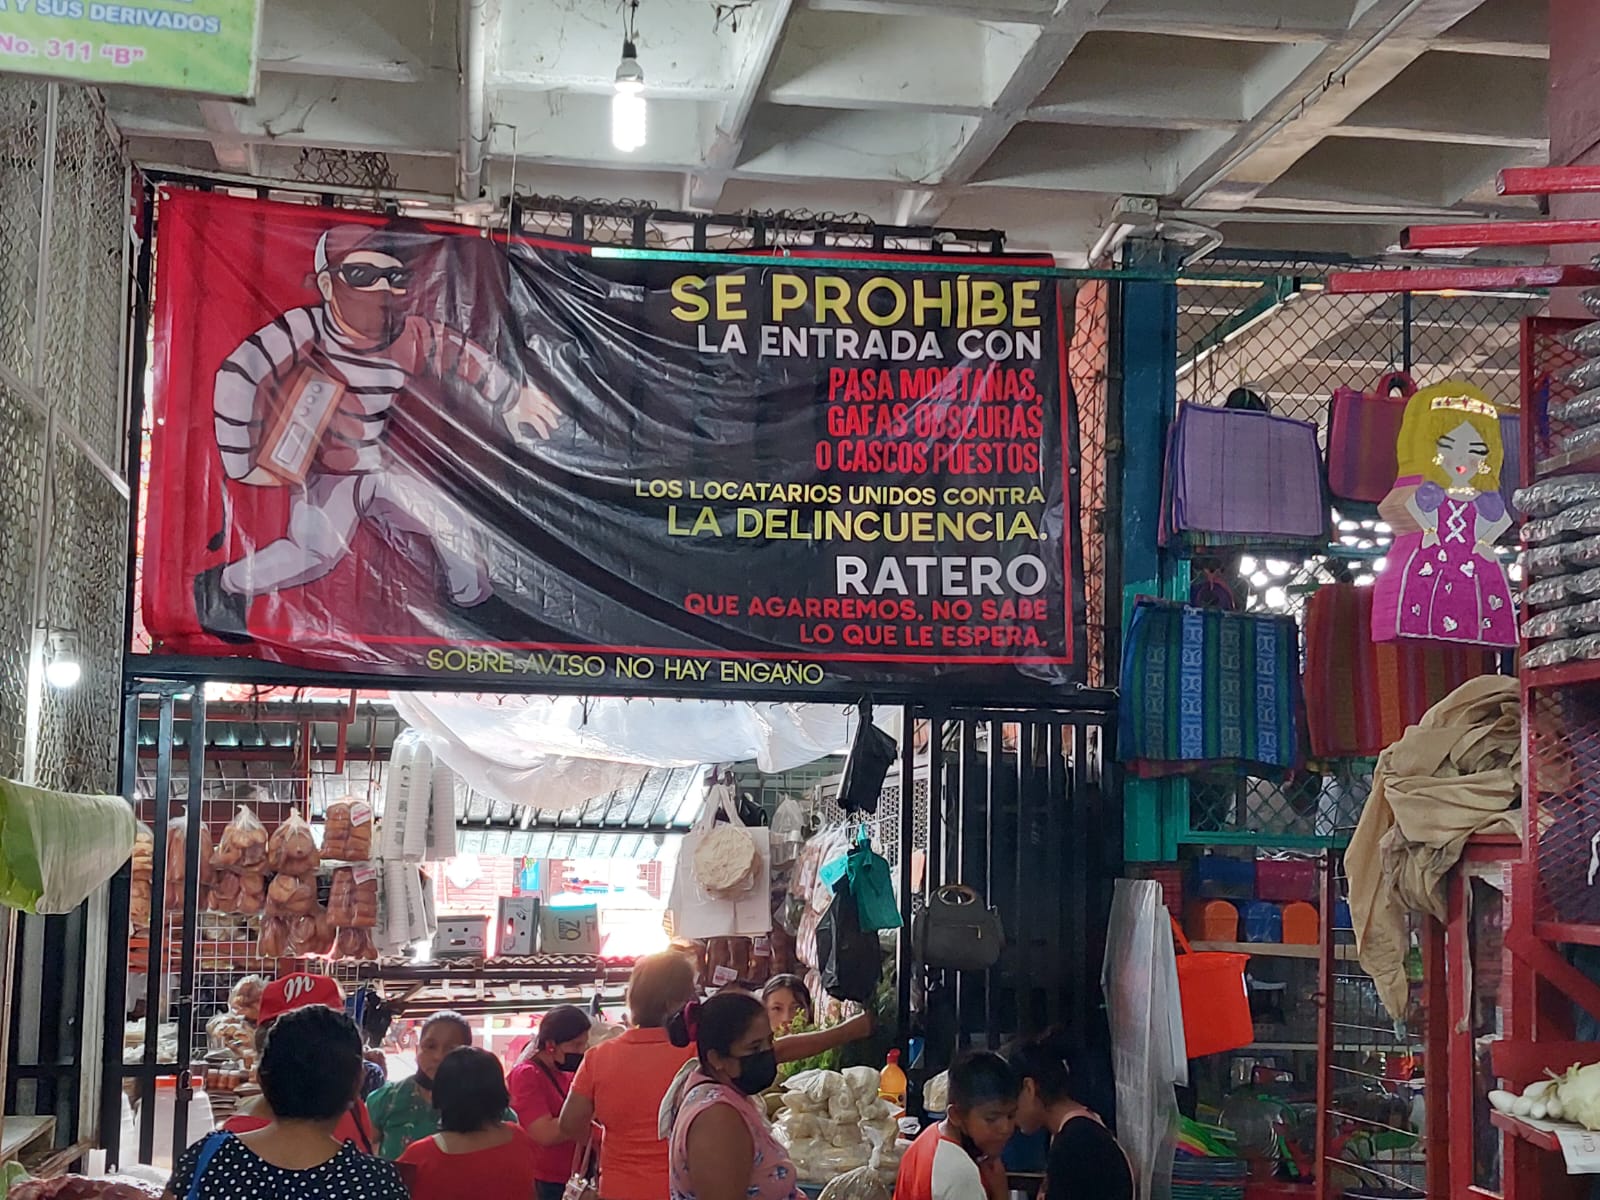 Y SUS DERIVADOS
No. 311 "B"
SE PROHÍBE
LA ENTRADA CON
PASA MONTAÑAS,
GAFAS OBSCURAS
O CASCOS PUESTOS.
LOS LOCATARIOS UNIDOS CONTRA
LA DELINCUENCIA.
RATERO
QUE AGARREMOS, NO SABE
LO QUE LE ESPERA.
SOBRE AVISO NO HAY ENGAÑO
m